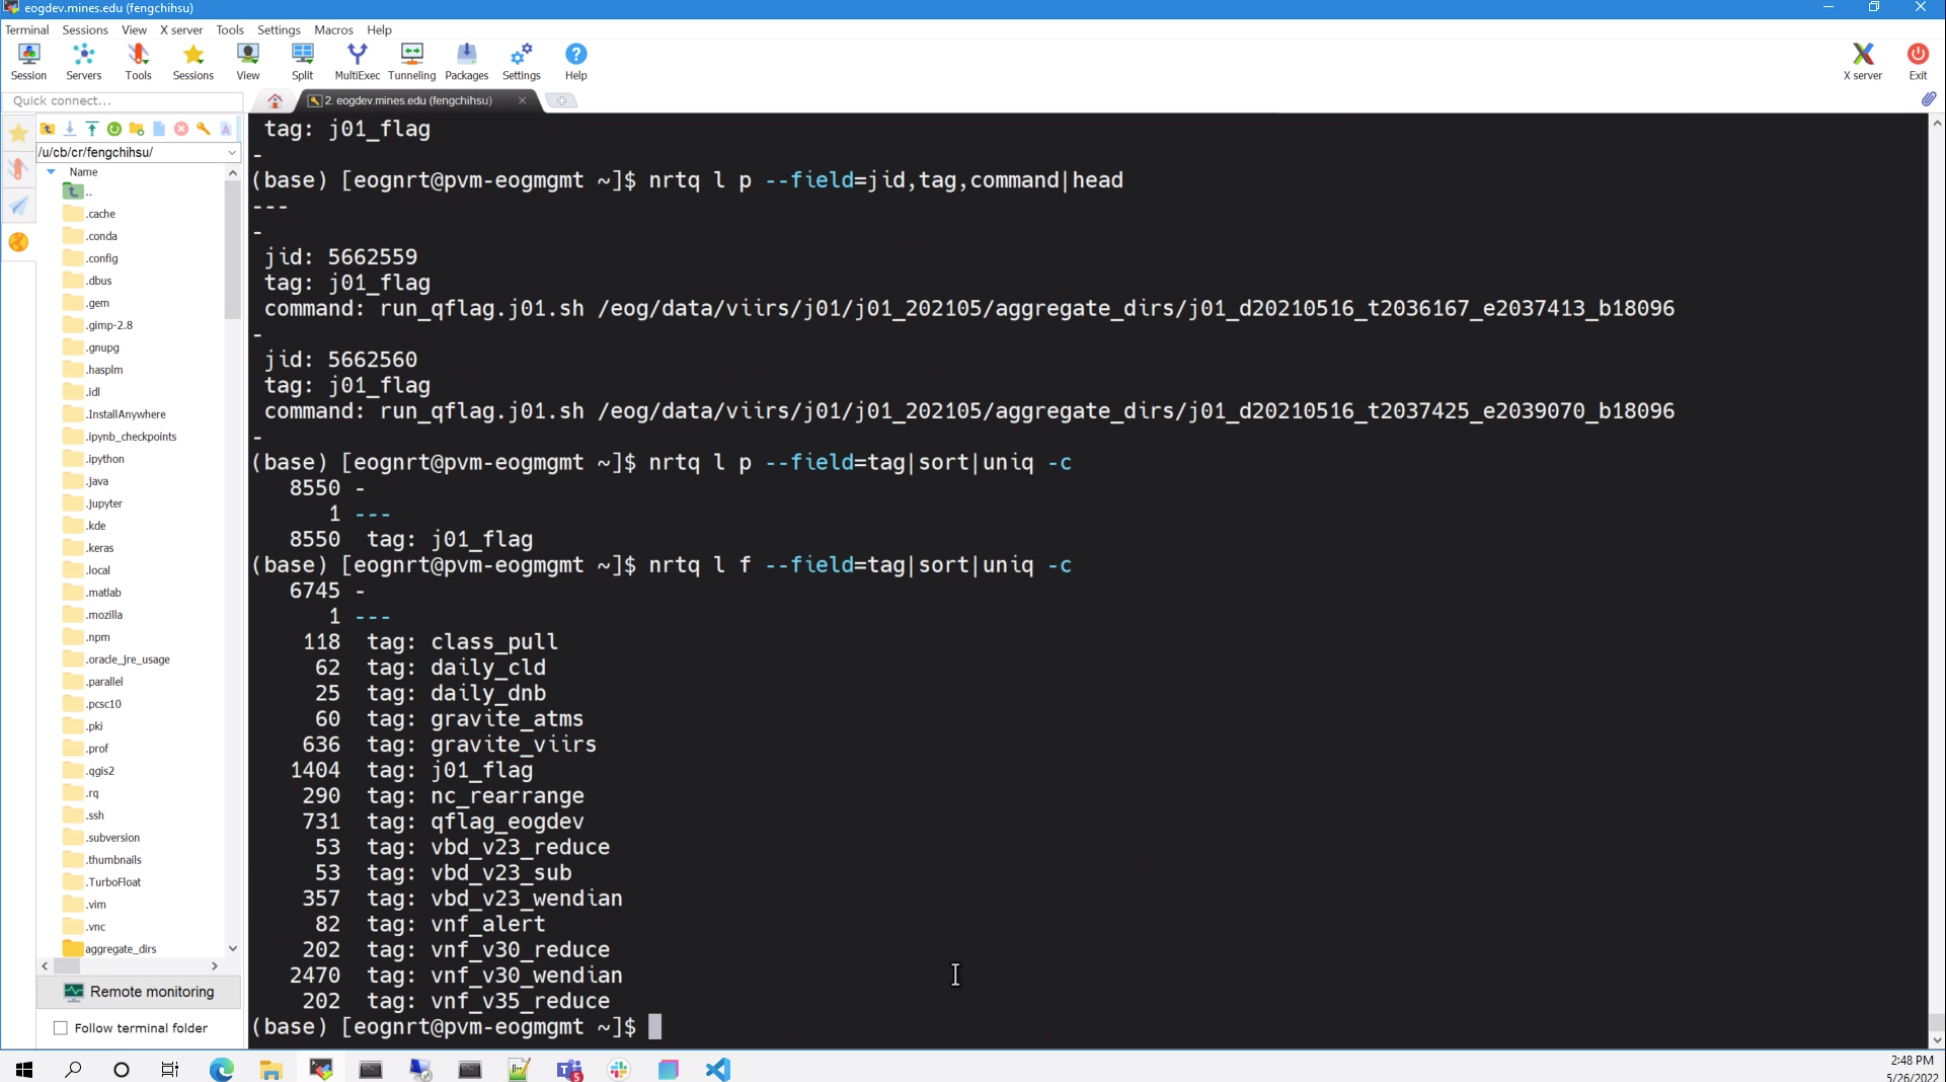 eogdev.mines.edu (fengchihsu)
Terminal Sessions View X server Tools Settings Macros Help
Session Servers Tools Sessions View Split MultiExec Tunneling Packages Settings Help X server Exit
Quick connect...
2. eogdev.mines.edu (fengchihsu)
/u/cb/cr/fengchihsu/
Name
..
.cache
.conda
.config
.dbus
.gem
.gimp-2.8
.gnupg
.hasplm
.idl
.InstallAnywhere
.ipynb_checkpoints
.ipython
.java
.jupyter
.kde
.keras
.local
.matlab
.mozilla
.npm
.oracle_jre_usage
.parallel
.pcsc10
.pki
.prof
.qgis2
.rq
.ssh
.subversion
.thumbnails
.TurboFloat
.vim
.vnc
aggregate_dirs
Remote monitoring
Follow terminal folder
tag: j01_flag
-
(base) [eognrt@pvm-eogmgmt ~]$ nrtq l p --field=jid,tag,command|head
---
-
jid: 5662559
tag: j01_flag
command: run_qflag.j01.sh /eog/data/viirs/j01/j01_202105/aggregate_dirs/j01_d20210516_t2036167_e2037413_b18096
-
jid: 5662560
tag: j01_flag
command: run_qflag.j01.sh /eog/data/viirs/j01/j01_202105/aggregate_dirs/j01_d20210516_t2037425_e2039070_b18096
-
(base) [eognrt@pvm-eogmgmt ~]$ nrtq l p --field=tag|sort|uniq -c
8550 -
1 ---
8550 tag: j01_flag
(base) [eognrt@pvm-eogmgmt ~]$ nrtq l f --field=tag|sort|uniq -c
6745 -
1 ---
118 tag: class_pull
62 tag: daily_cld
25 tag: daily_dnb
60 tag: gravite_atms
636 tag: gravite_viirs
1404 tag: j01_flag
290 tag: nc_rearrange
731 tag: qflag_eogdev
53 tag: vbd_v23_reduce
53 tag: vbd_v23_sub
357 tag: vbd_v23_wendian
82 tag: vnf_alert
202 tag: vnf_v30_reduce
2470 tag: vnf_v30_wendian
202 tag: vnf_v35_reduce
(base) [eognrt@pvm-eogmgmt ~]$
2:48 PM
5/26/2022